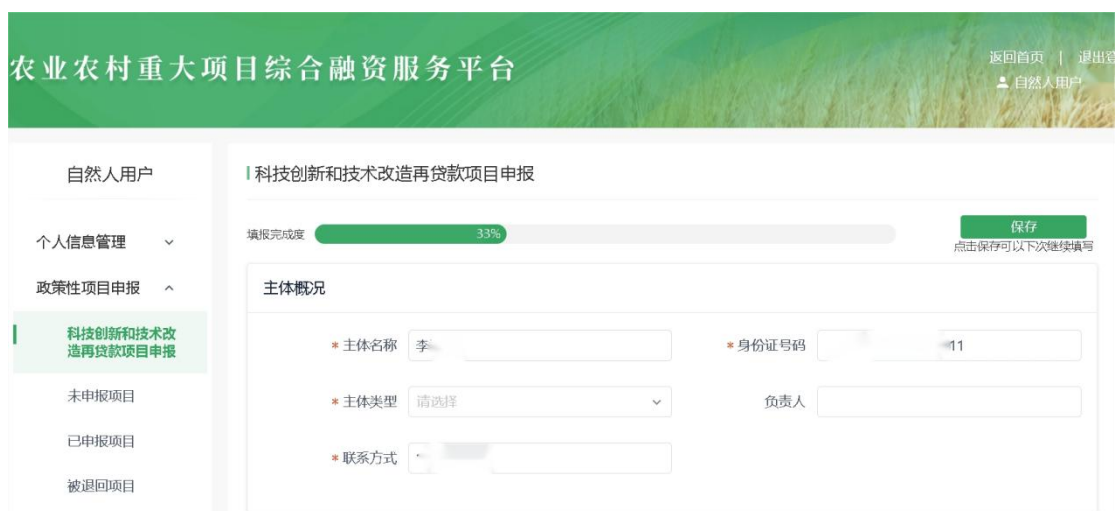 农业农村重大项目综合融资服务平台
返回首页 | 退出登
自然人用户
自然人用户
个人信息管理
政策性项目申报
科技创新和技术改
造再贷款项目申报
未申报项目
已申报项目
被退回项目
科技创新和技术改造再贷款项目申报
填报完成度 33% 保存
点击保存可以下次继续填写
主体概况
* 主体名称 李 * 身份证号码 11
* 主体类型 请选择 负责人
* 联系方式